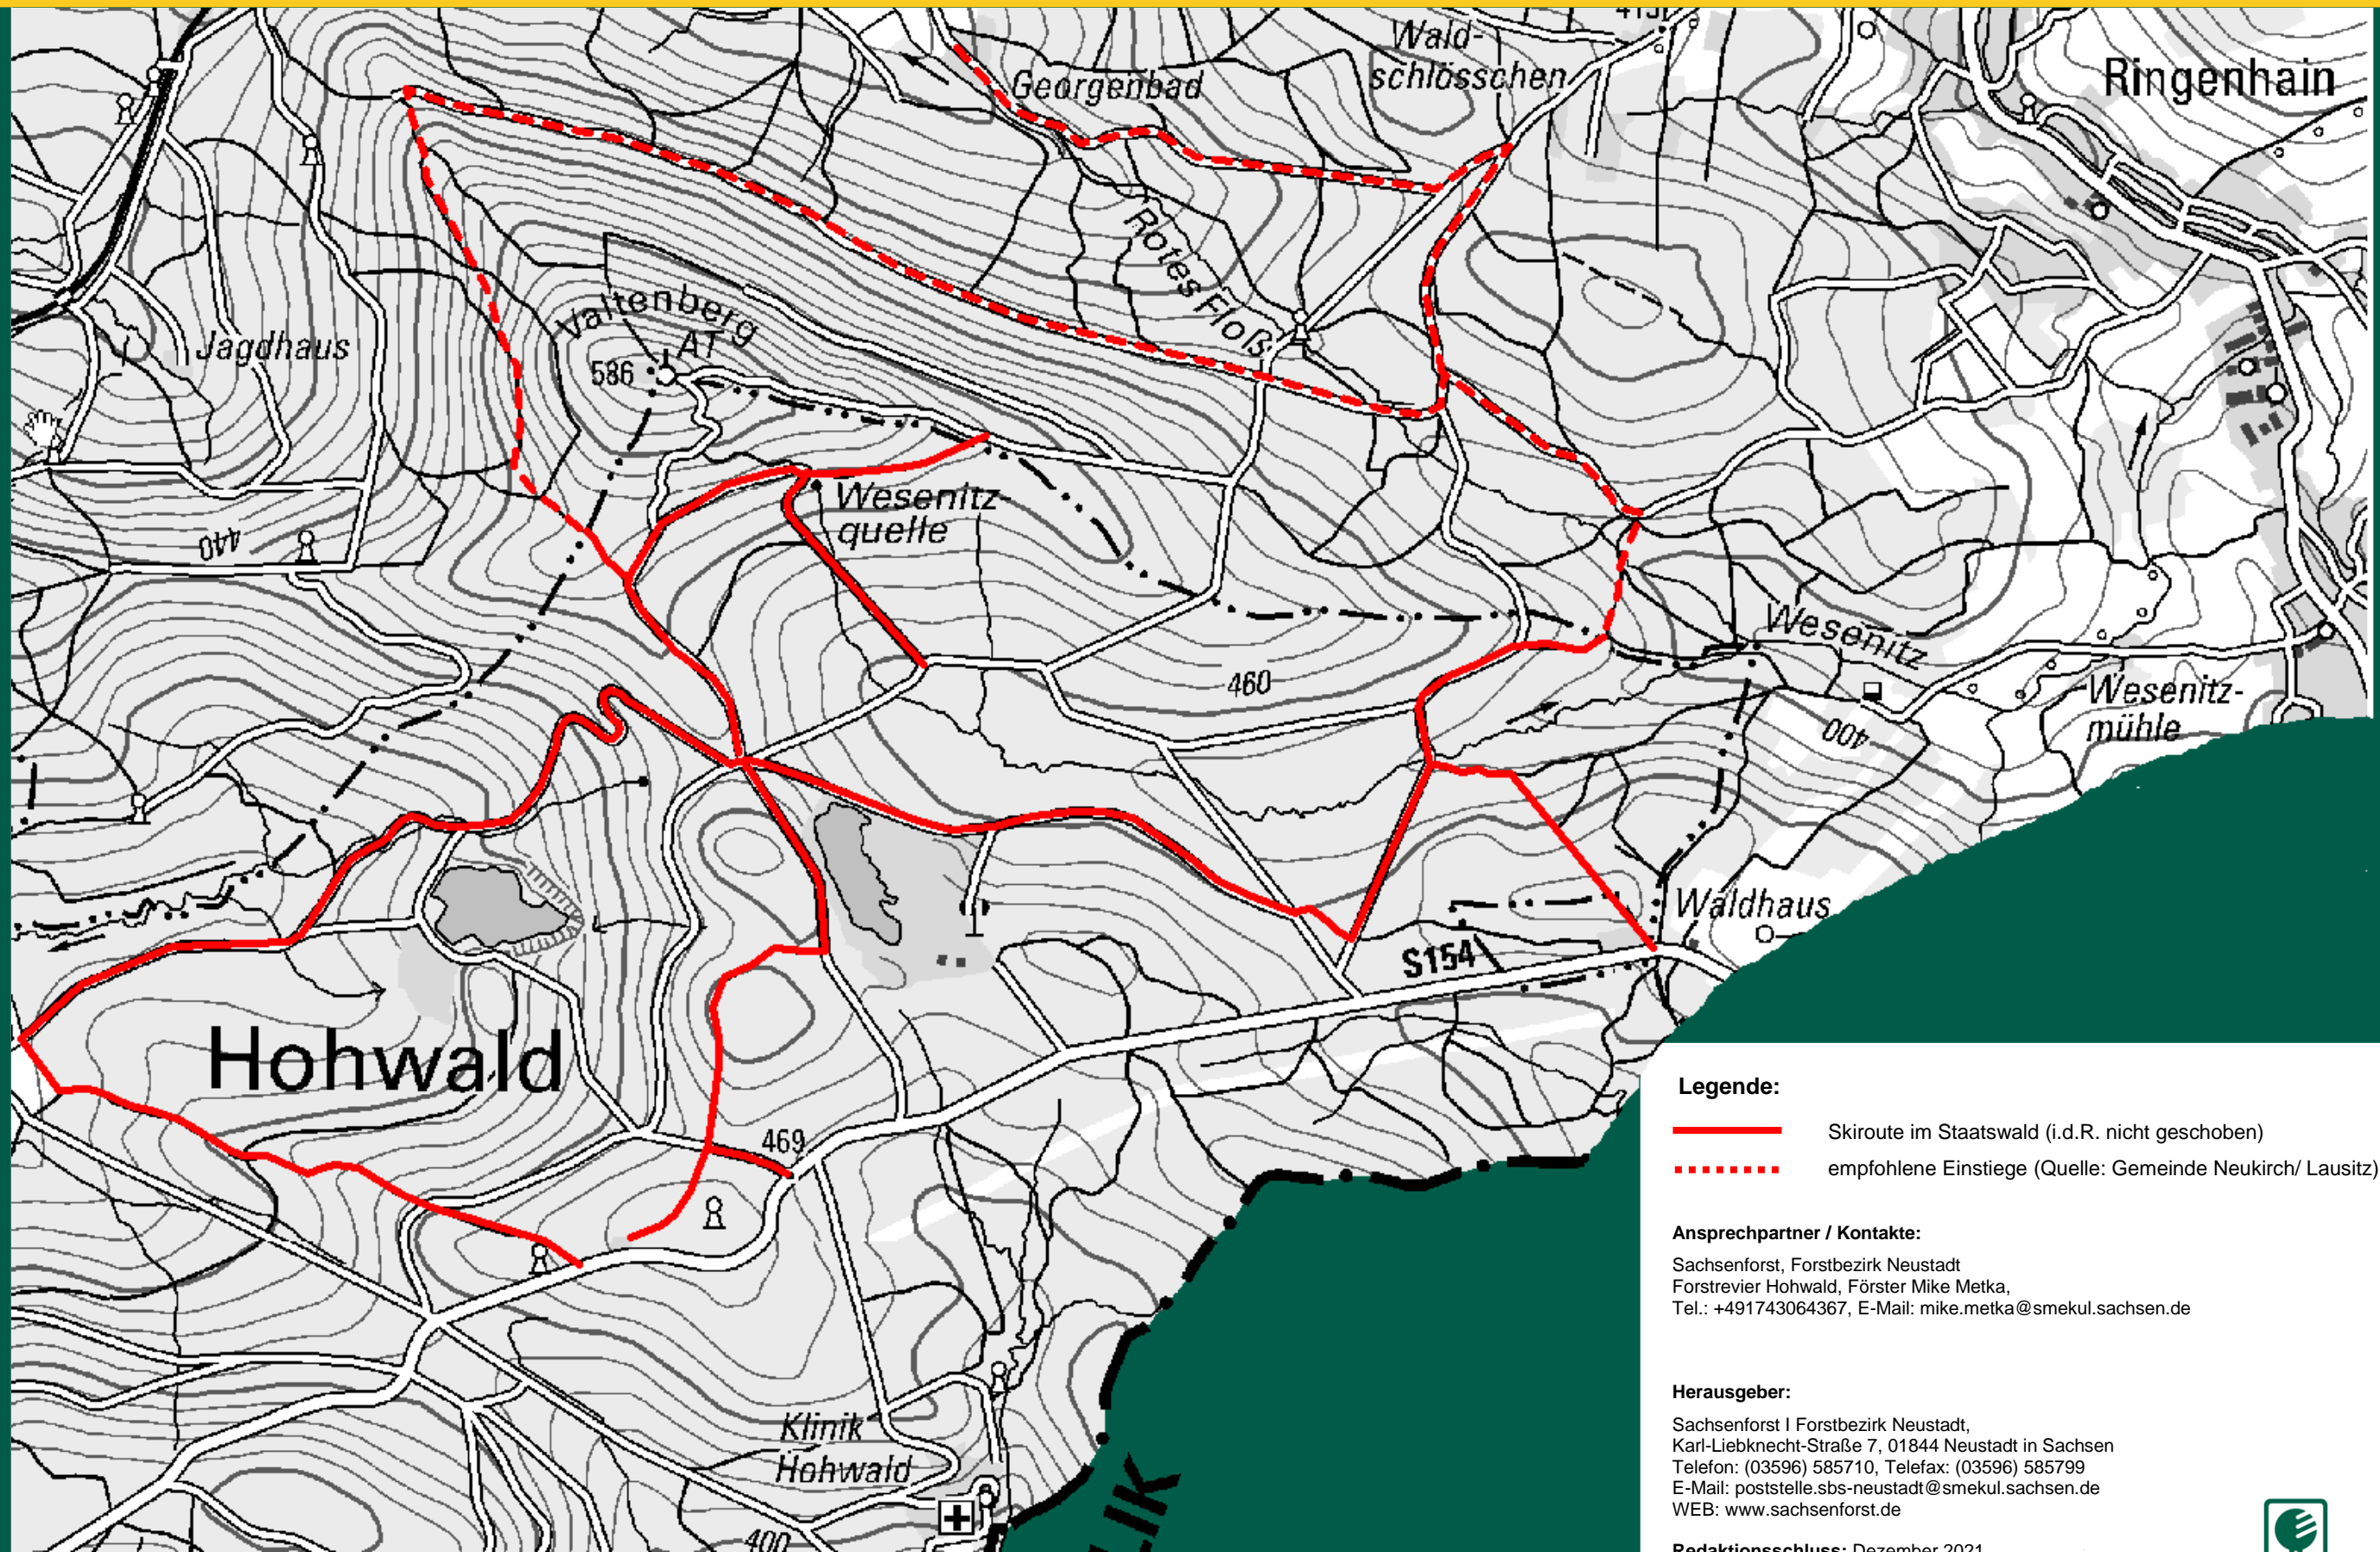 Wald-
schlösschen
Georgenbad
Ringenhain
Rotes Floß
Valtenberg
AT
586
Jagdhaus
Wesenitz-
quelle
440
Wesenitz
460
Wesenitz-
mühle
400
Waldhaus
S154
Hohwald
469
Klinik
Hohwald
400
LIK
Legende:
Skiroute im Staatswald (i.d.R. nicht geschoben)
empfohlene Einstiege (Quelle: Gemeinde Neukirch/ Lausitz)
Ansprechpartner / Kontakte:
Sachsenforst, Forstbezirk Neustadt
Forstrevier Hohwald, Förster Mike Metka,
Tel.: +491743064367, E-Mail: mike.metka@smekul.sachsen.de
Herausgeber:
Sachsenforst I Forstbezirk Neustadt,
Karl-Liebknecht-Straße 7, 01844 Neustadt in Sachsen
Telefon: (03596) 585710, Telefax: (03596) 585799
E-Mail: poststelle.sbs-neustadt@smekul.sachsen.de
WEB: www.sachsenforst.de
Redaktionsschluss: Dezember 2021